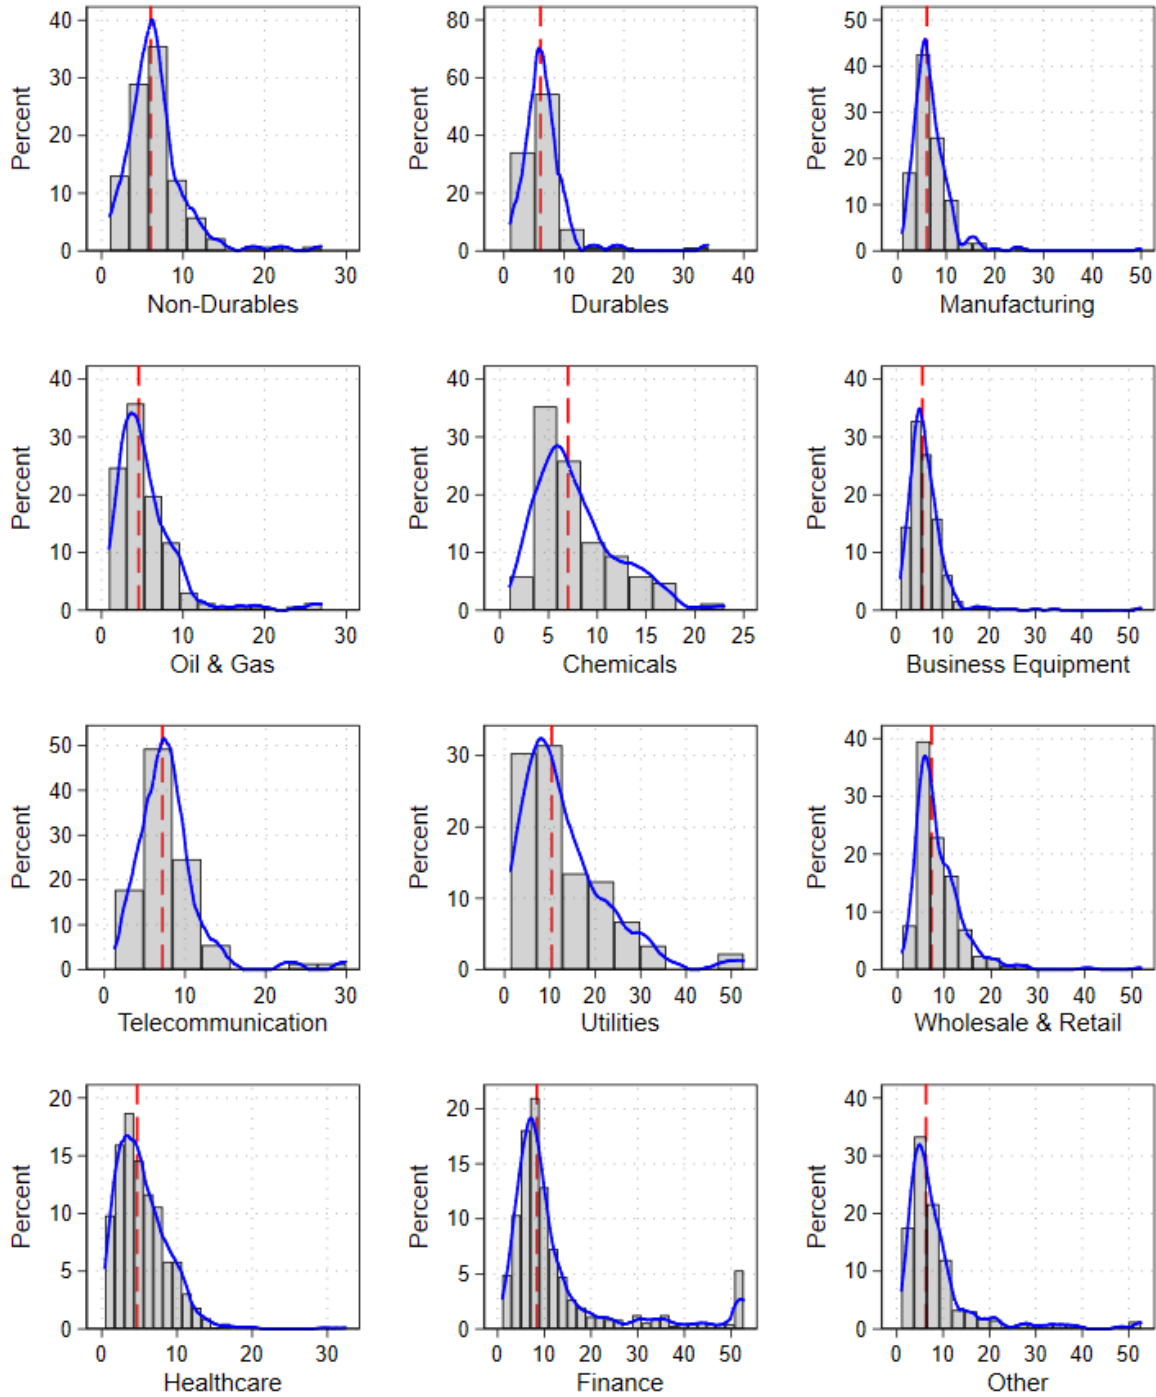 Percent
40
30
20
10
0
0 10 20 30
Non-Durables
Percent
80
60
40
20
0
0 10 20 30 40
Durables
Percent
50
40
30
20
10
0
0 10 20 30 40 50
Manufacturing
Percent
40
30
20
10
0
0 10 20 30
Oil & Gas
Percent
40
30
20
10
0
0 5 10 15 20 25
Chemicals
Percent
40
30
20
10
0
0 10 20 30 40 50
Business Equipment
Percent
50
40
30
20
10
0
0 10 20 30
Telecommunication
Percent
30
20
10
0
0 10 20 30 40 50
Utilities
Percent
40
30
20
10
0
0 10 20 30 40 50
Wholesale & Retail
Percent
20
15
10
5
0
0 10 20 30
Healthcare
Percent
20
15
10
5
0
0 10 20 30 40 50
Finance
Percent
40
30
20
10
0
0 10 20 30 40 50
Other